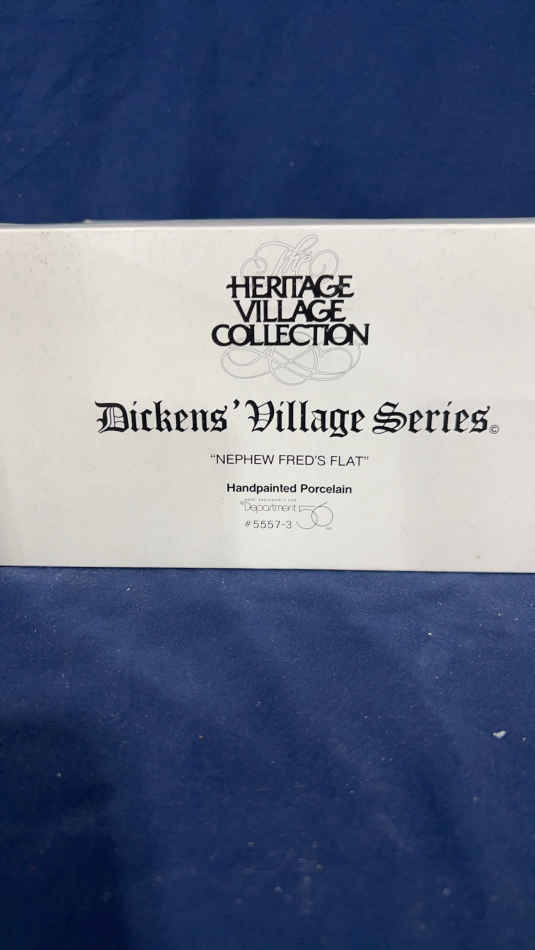 The
HERITAGE
VILLAGE
COLLECTION
Dickens' Village Series©
"NEPHEW FRED'S FLAT"
Handpainted Porcelain
Department 56
#5557-3